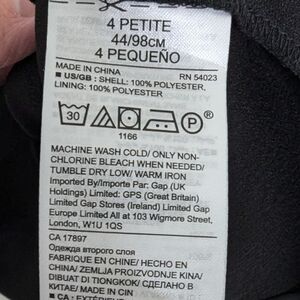 4 PETITE
44/98CM
4 PEQUEÑO
MADE IN CHINA RN 54023
■ US/GB : SHELL: 100% POLYESTER,
LINING: 100% POLYESTER.
30 P
1166
MACHINE WASH COLD/ ONLY NON-
CHLORINE BLEACH WHEN NEEDED/
TUMBLE DRY LOW/ WARM IRON
Imported By/Importe Par: Gap (UK
Holdings) Limited: GPS (Great Britain)
Limited Gap Stores (Ireland) Limited Gap
Europe Limited All at 103 Wigmore Street,
London, W1U 1QS
CA 17897
Одежда второго слоя
FABRIQUE EN CHINE/ HECHO EN
CHINA/ ZEMLJA PROIZVODNJE KINA/
DIBUAT DI TIONGKOK/ СДЕЛАНО В
КИТАЕ/ MADE IN CIN
■ CA :